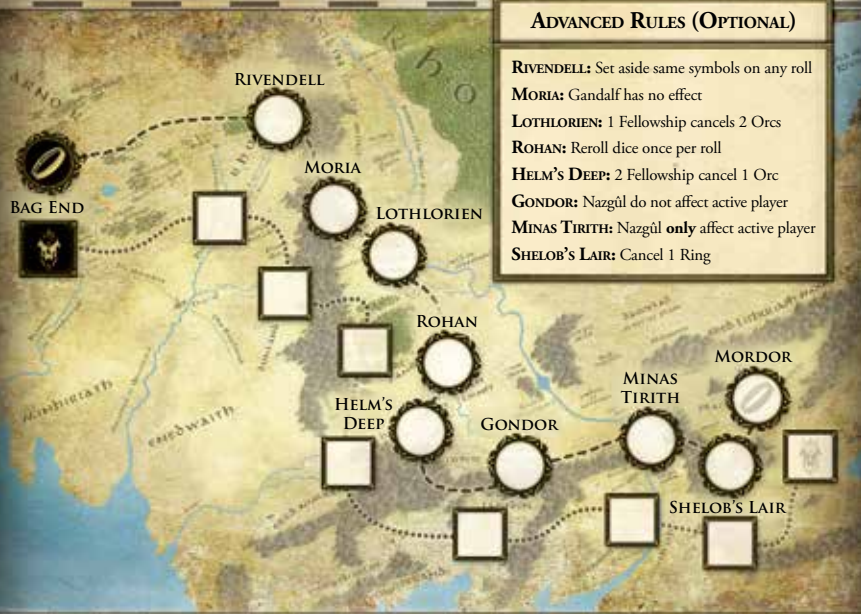 ADVANCED RULES (OPTIONAL)
RIVENDELL: Set aside same symbols on any roll
MORIA: Gandalf has no effect
LOTHLORIEN: 1 Fellowship cancels 2 Orcs
ROHAN: Reroll dice once per roll
HELM'S DEEP: 2 Fellowship cancel 1 Orc
GONDOR: Nazgûl do not affect active player
MINAS TIRITH: Nazgûl only affect active player
SHELOB'S LAIR: Cancel 1 Ring
RIVENDELL
MORIA
BAG END
LOTHLORIEN
ROHAN
MORDOR
MINAS
TIRITH
HELM'S
DEEP
GONDOR
SHELOB'S LAIR
ENEDWAITH